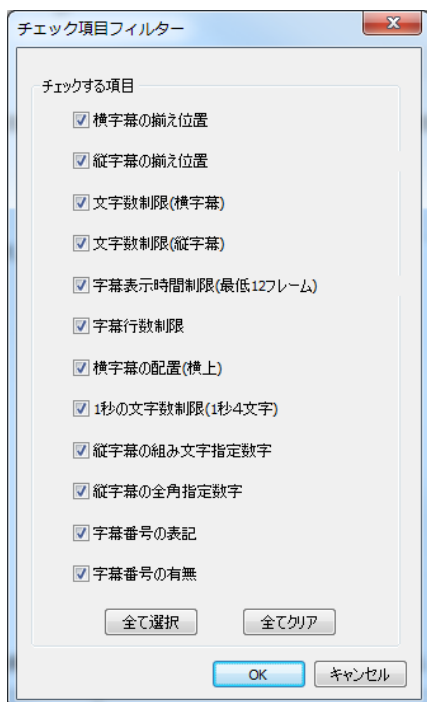 チェック項目フィルター
チェックする項目
横字幕の揃え位置
縦字幕の揃え位置
文字数制限(横字幕)
文字数制限(縦字幕)
字幕表示時間制限(最低12フレーム)
字幕行数制限
横字幕の配置(横上)
1秒の文字数制限(1秒4文字)
縦字幕の組み文字指定数字
縦字幕の全角指定数字
字幕番号の表記
字幕番号の有無
全て選択 全てクリア
OK キャンセル